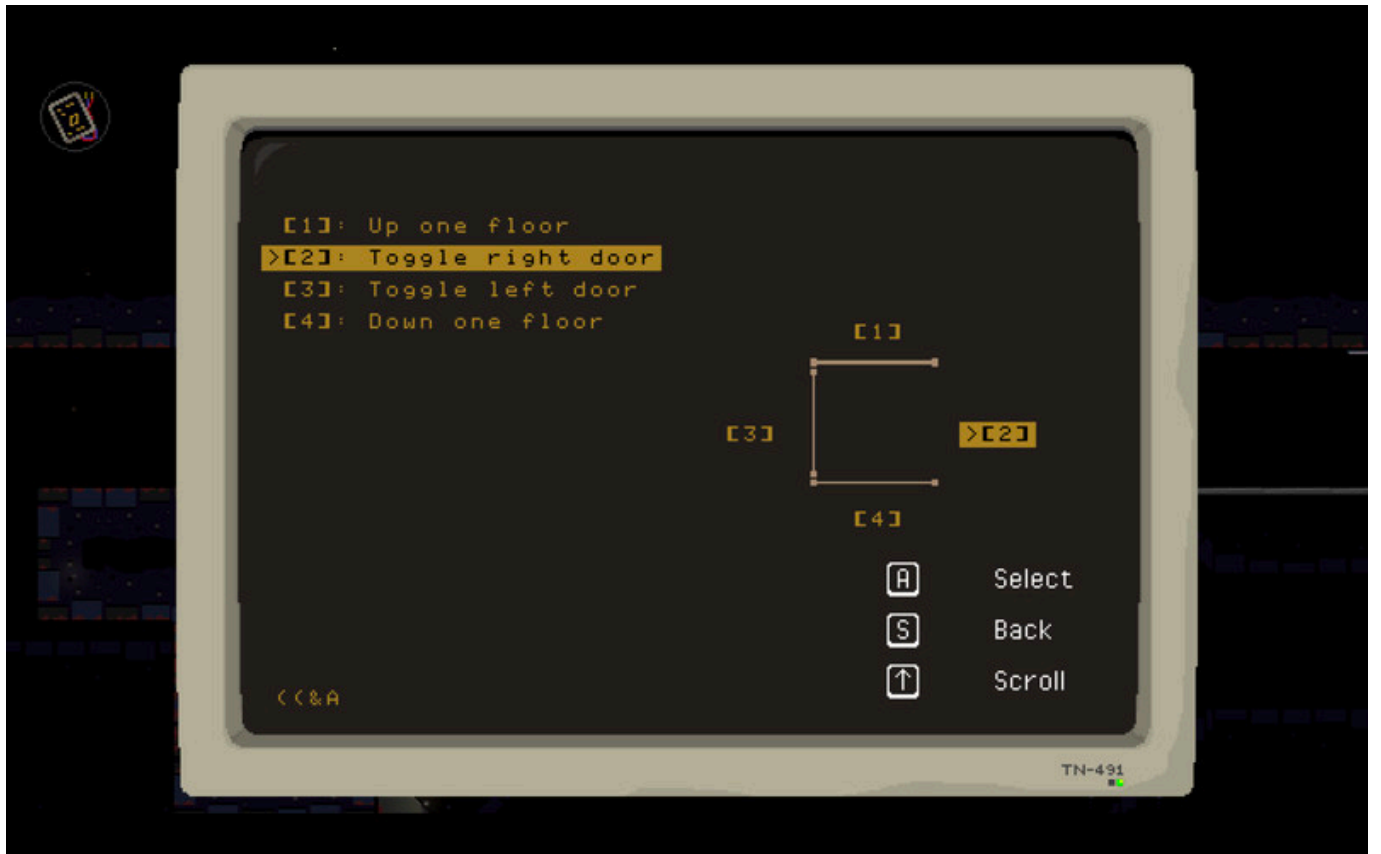 [1]: Up one floor
>[2]: Toggle right door
[3]: Toggle left door
[4]: Down one floor
[1]
[3]
>[2]
[4]
A Select
S Back
↑ Scroll
<<&A
TN-491